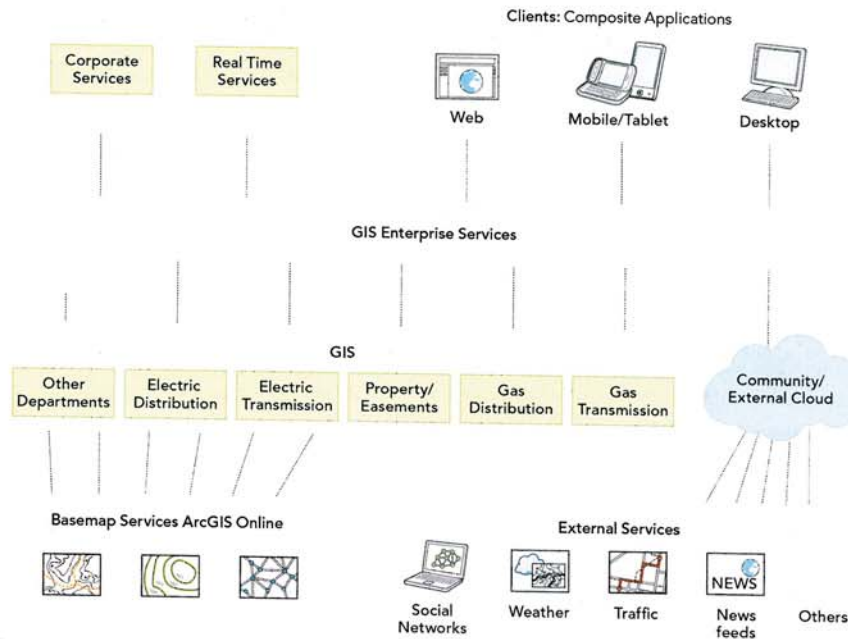 Clients: Composite Applications
Corporate
Services
Real Time
Services
Web
Mobile/Tablet
Desktop
GIS Enterprise Services
GIS
Other
Departments
Electric
Distribution
Electric
Transmission
Property/
Easements
Gas
Distribution
Gas
Transmission
Community/
External Cloud
Basemap Services ArcGIS Online
External Services
NEWS
Social
Networks
Weather
Traffic
News
feeds
Others